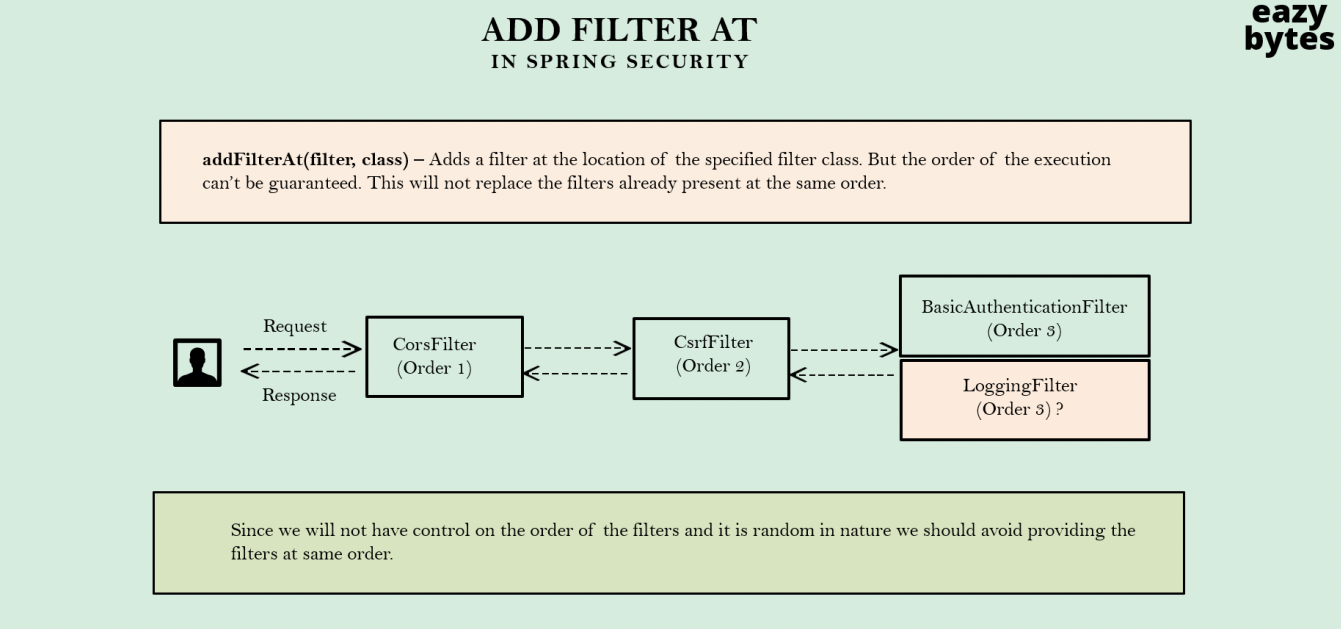 eazy
bytes
ADD FILTER AT
IN SPRING SECURITY
addFilterAt(filter, class) – Adds a filter at the location of the specified filter class. But the order of the execution
can't be guaranteed. This will not replace the filters already present at the same order.
Request
Response
CorsFilter
(Order 1)
CsrfFilter
(Order 2)
BasicAuthenticationFilter
(Order 3)
LoggingFilter
(Order 3) ?
Since we will not have control on the order of the filters and it is random in nature we should avoid providing the
filters at same order.